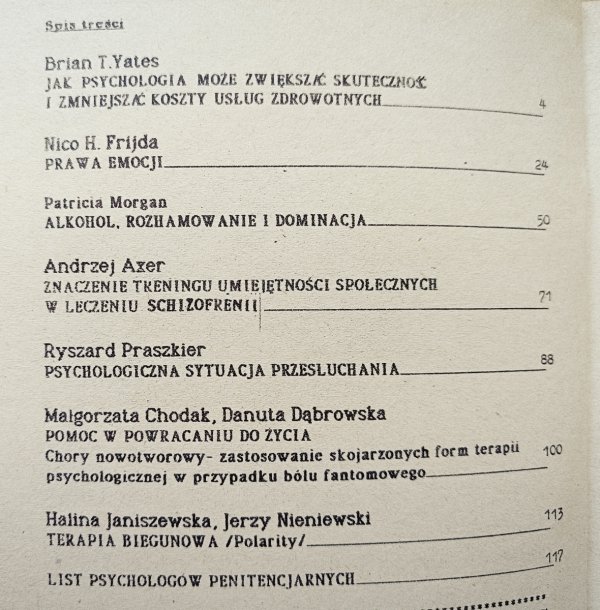 Spis treści
Brian T.Yates
JAK PSYCHOLOGIA MOŻE ZWIĘKSZAĆ SKUTECZNOŚĆ
I ZMNIEJSZAĆ KOSZTY USŁUG ZDROWOTNYCH 4
Nico H. Frijda
PRAWA EMOCJI 24
Patricia Morgan
ALKOHOL, ROZHAMOWANIE I DOMINACJA 50
Andrzej Axer
ZNACZENIE TRENINGU UMIEJĘTNOŚCI SPOŁECZNYCH
W LECZENIU SCHIZOFRENII 71
Ryszard Praszkier
PSYCHOLOGICZNA SYTUACJA PRZESŁUCHANIA 88
Małgorzata Chodak, Danuta Dąbrowska
POMOC W POWRACANIU DO ŻYCIA
Chory nowotworowy- zastosowanie skojarzonych form terapii 100
psychologicznej w przypadku bólu fantomowego
Halina Janiszewska, Jerzy Nieniewski 113
TERAPIA BIEGUNOWA /Polarity/
LIST PSYCHOLOGÓW PENITENCJARNYCH 117